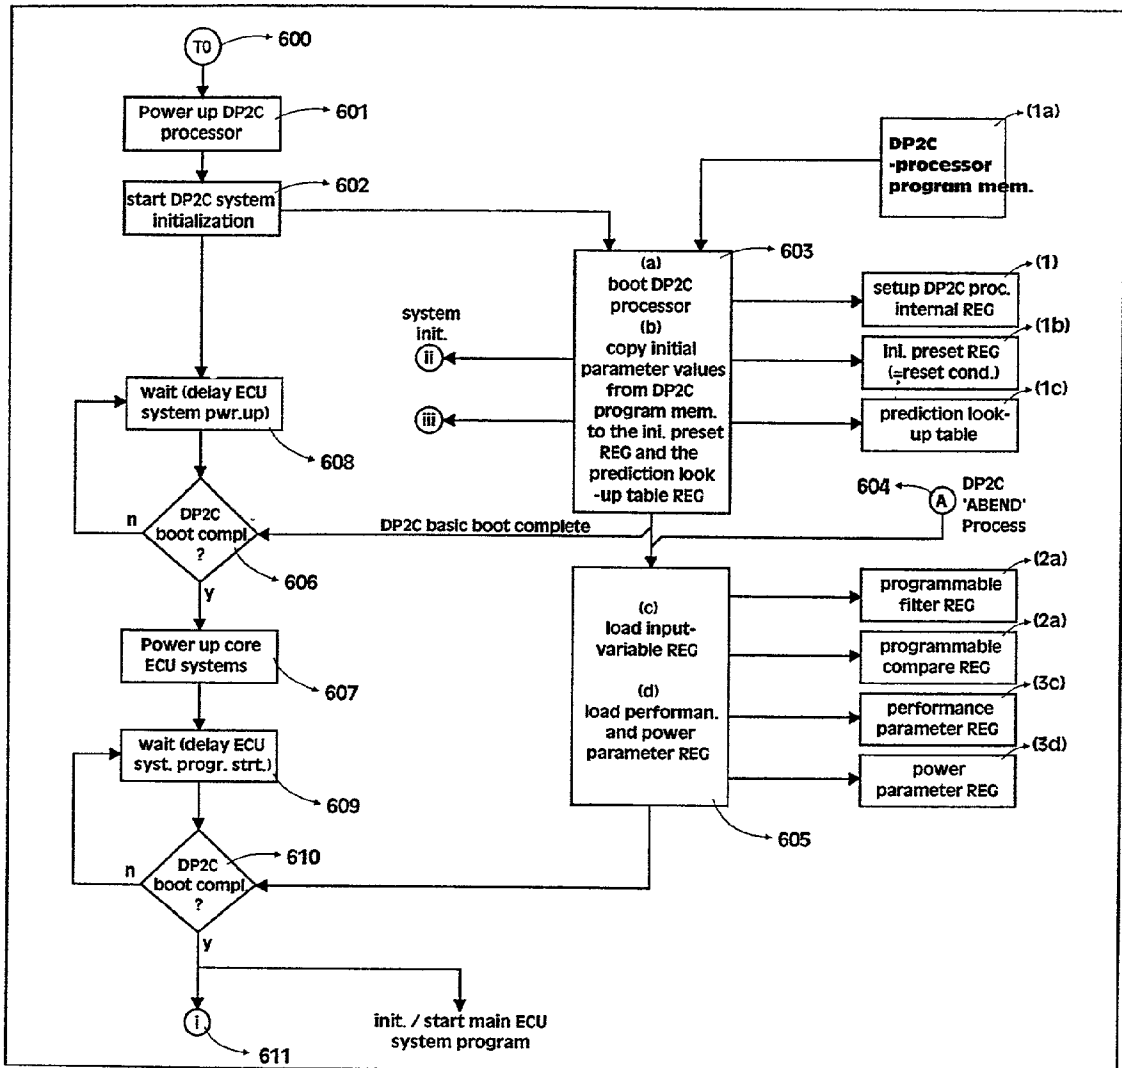 T0
600
Power up DP2C
processor
601
start DP2C system
initialization
602
(1a)
DP2C
-processor
program mem.
603
(a)
boot DP2C
processor
(b)
copy initial
parameter values
from DP2C
program mem.
to the ini. preset
REG and the
prediction look
-up table REG
system
init.
ii
iii
(1)
setup DP2C proc.
internal REG
(1b)
ini. preset REG
(=reset cond.)
(1c)
prediction look-
up table
wait (delay ECU
system pwr.up)
608
604
A
DP2C
'ABEND'
Process
DP2C basic boot complete
n
DP2C
boot compl.
?
606
y
Power up core
ECU systems
607
(c)
load input-
variable REG
(d)
load performan.
and power
parameter REG
605
(2a)
programmable
filter REG
(2a)
programmable
compare REG
(3c)
performance
parameter REG
(3d)
power
parameter REG
wait (delay ECU
syst. progr. strt.)
609
n
DP2C
boot compl.
?
610
y
i
611
init. / start main ECU
system program